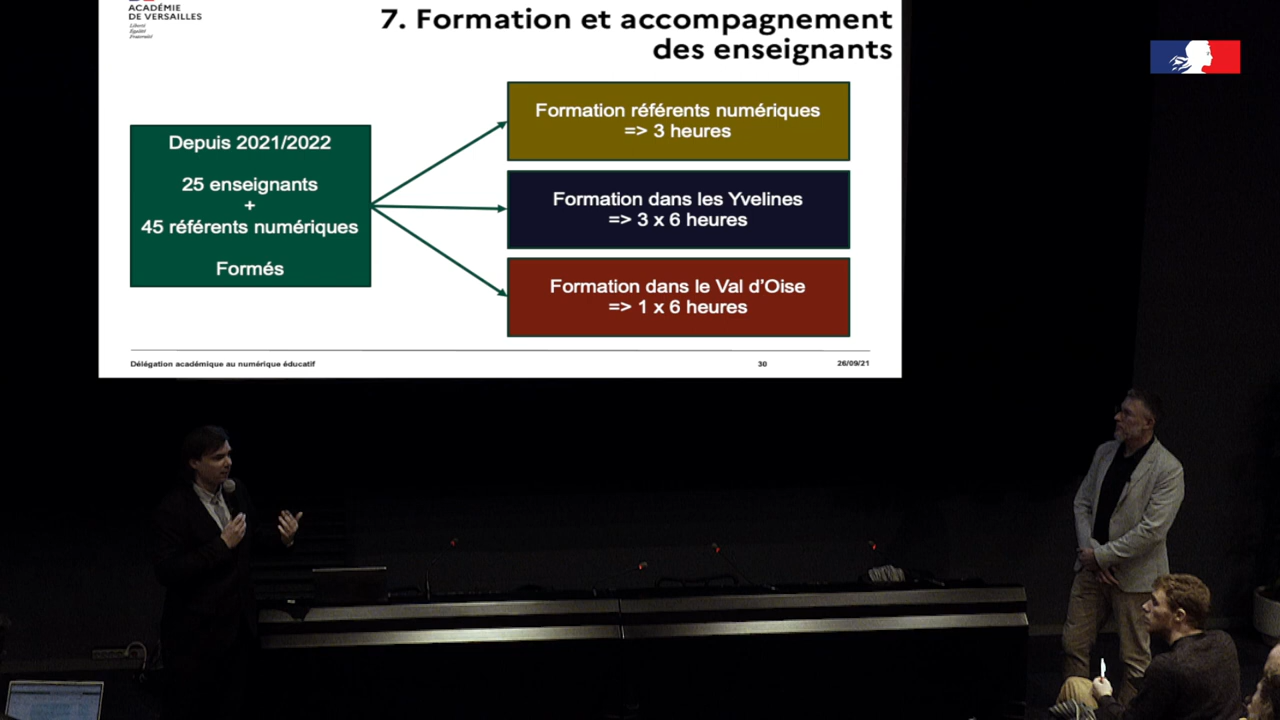 ACADÉMIE
DE VERSAILLES
Liberté
Égalité
Fraternité
7. Formation et accompagnement
des enseignants
Depuis 2021/2022
25 enseignants
+
45 référents numériques
Formés
Formation référents numériques
=> 3 heures
Formation dans les Yvelines
=> 3 x 6 heures
Formation dans le Val d'Oise
=> 1 x 6 heures
Délégation académique au numérique éducatif
30
26/09/21